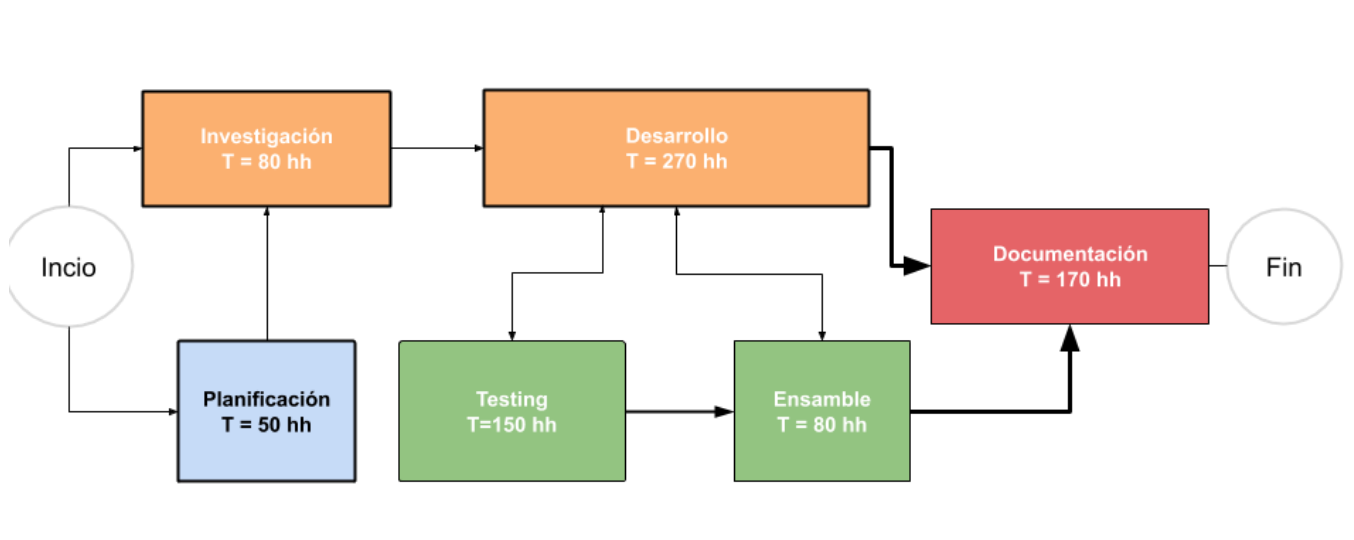 Investigación
T = 80 hh
Desarrollo
T = 270 hh
Incio
Documentación
T = 170 hh
Fin
Planificación
T = 50 hh
Testing
T=150 hh
Ensamble
T = 80 hh